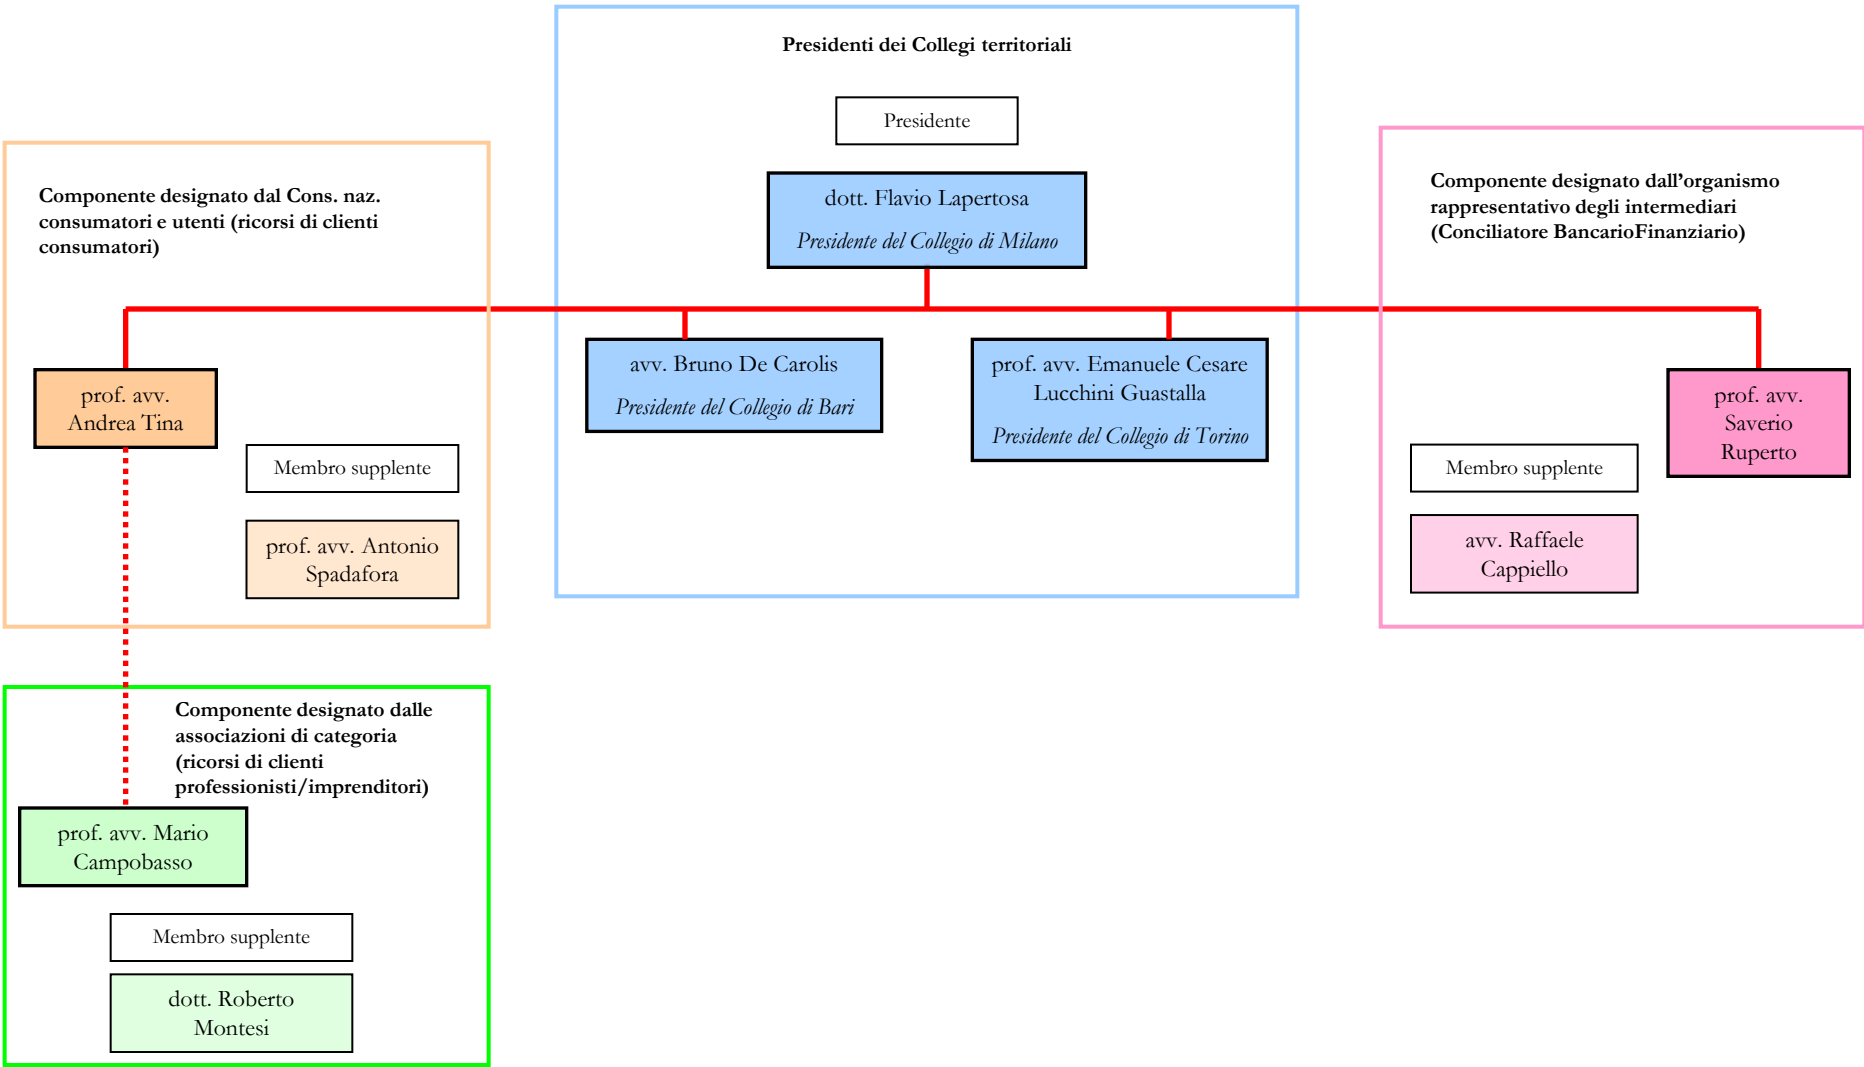 Presidenti dei Collegi territoriali
Presidente
dott. Flavio Lapertosa
Presidente del Collegio di Milano
Componente designato dal Cons. naz.
consumatori e utenti (ricorsi di clienti
consumatori)
Componente designato dall’organismo
rappresentativo degli intermediari
(Conciliatore BancarioFinanziario)
prof. avv.
Andrea Tina
Membro supplente
prof. avv. Antonio
Spadafora
avv. Bruno De Carolis
Presidente del Collegio di Bari
prof. avv. Emanuele Cesare
Lucchini Guastalla
Presidente del Collegio di Torino
prof. avv.
Saverio
Ruperto
Membro supplente
avv. Raffaele
Cappiello
Componente designato dalle
associazioni di categoria
(ricorsi di clienti
professionisti/imprenditori)
prof. avv. Mario
Campobasso
Membro supplente
dott. Roberto
Montesi